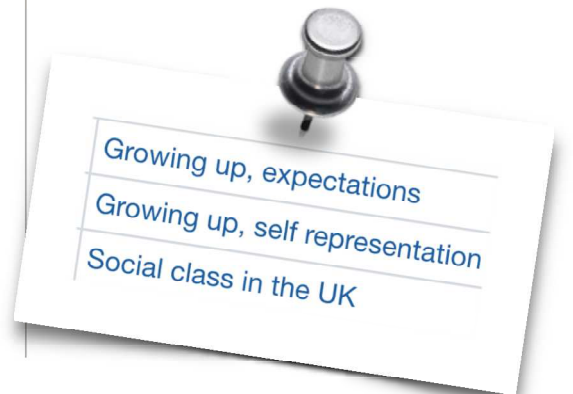 Growing up, expectations
Growing up, self representation
Social class in the UK